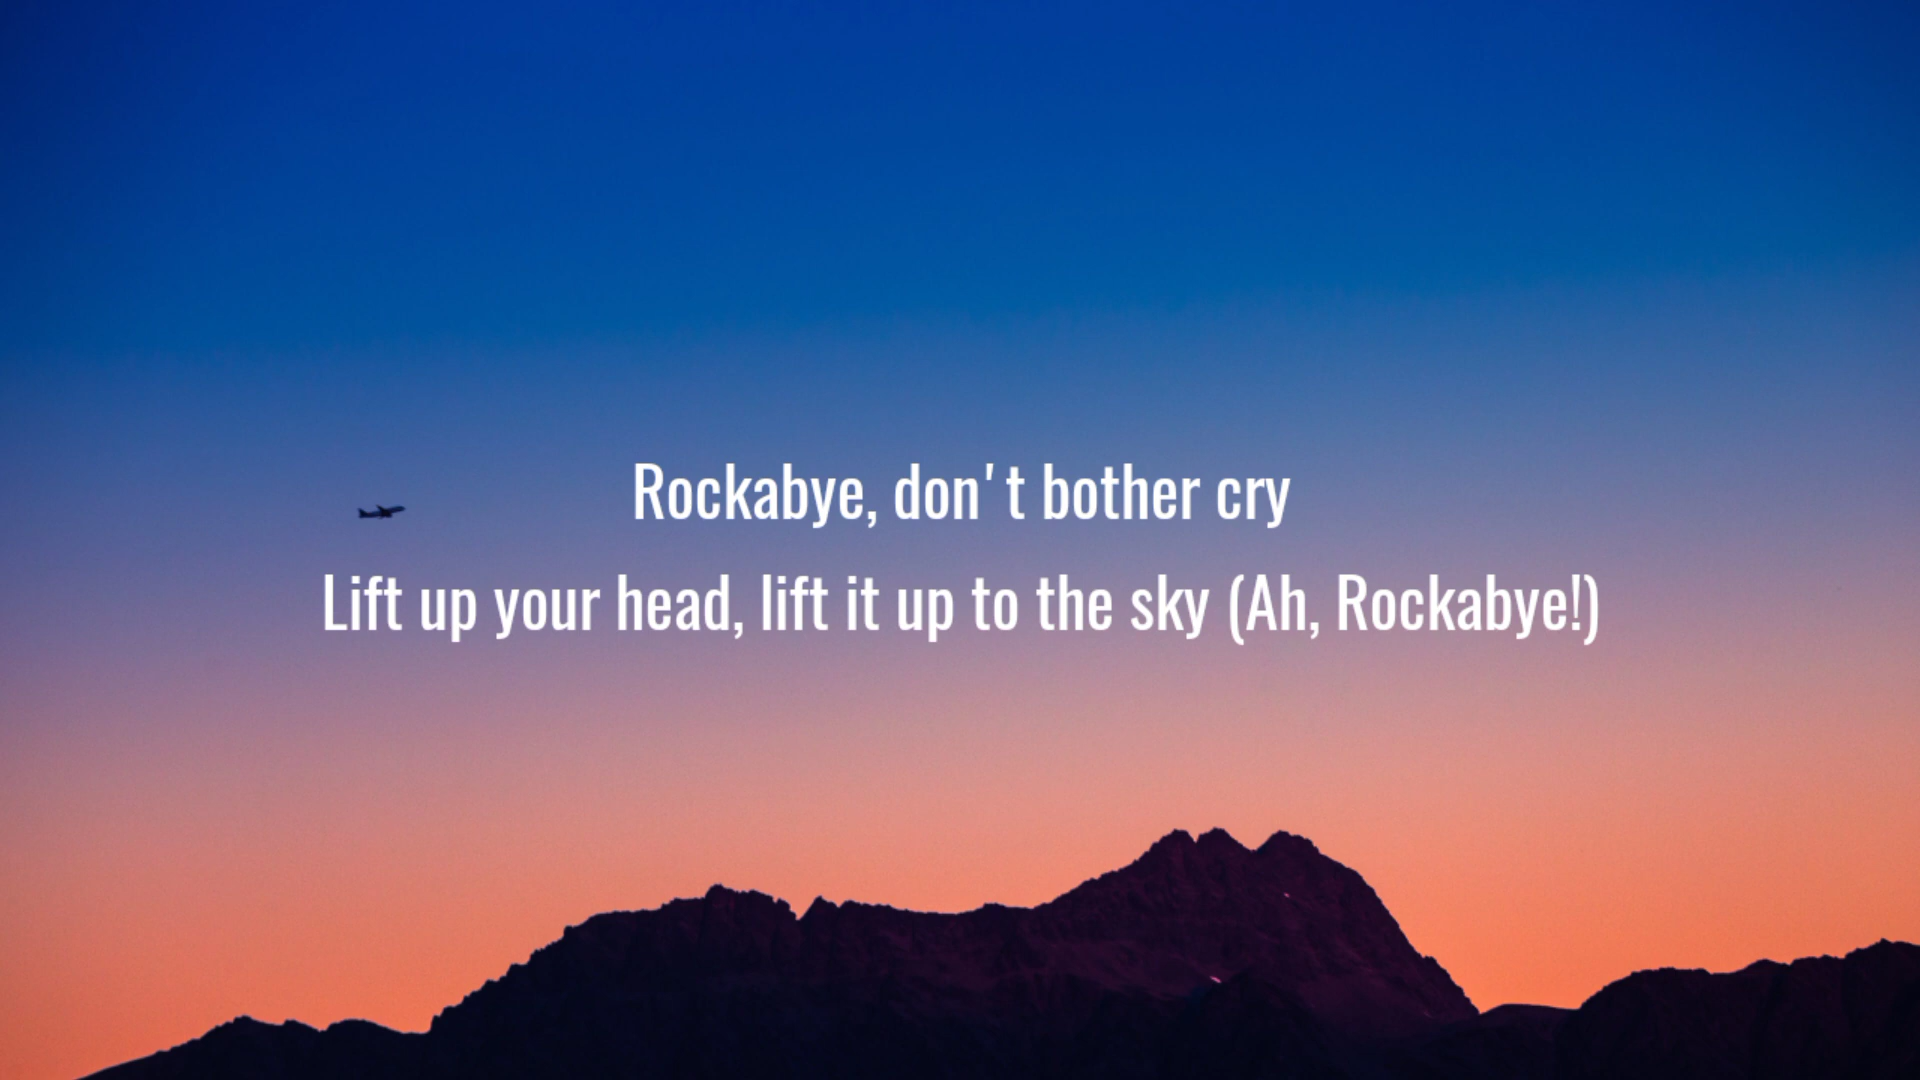 Rockabye, don't bother cry
Lift up your head, lift it up to the sky (Ah, Rockabye!)